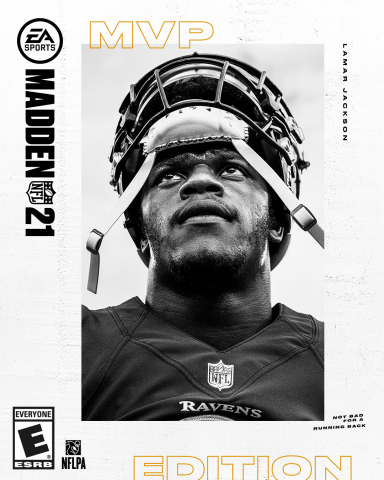 EA
SPORTS
MVP
MADDEN
NFL
21
LAMAR JACKSON
NFL
RAVENS
NOT BAD
FOR A
RUNNING BACK
EVERYONE
E
ESRB
NFLPA
EDITION